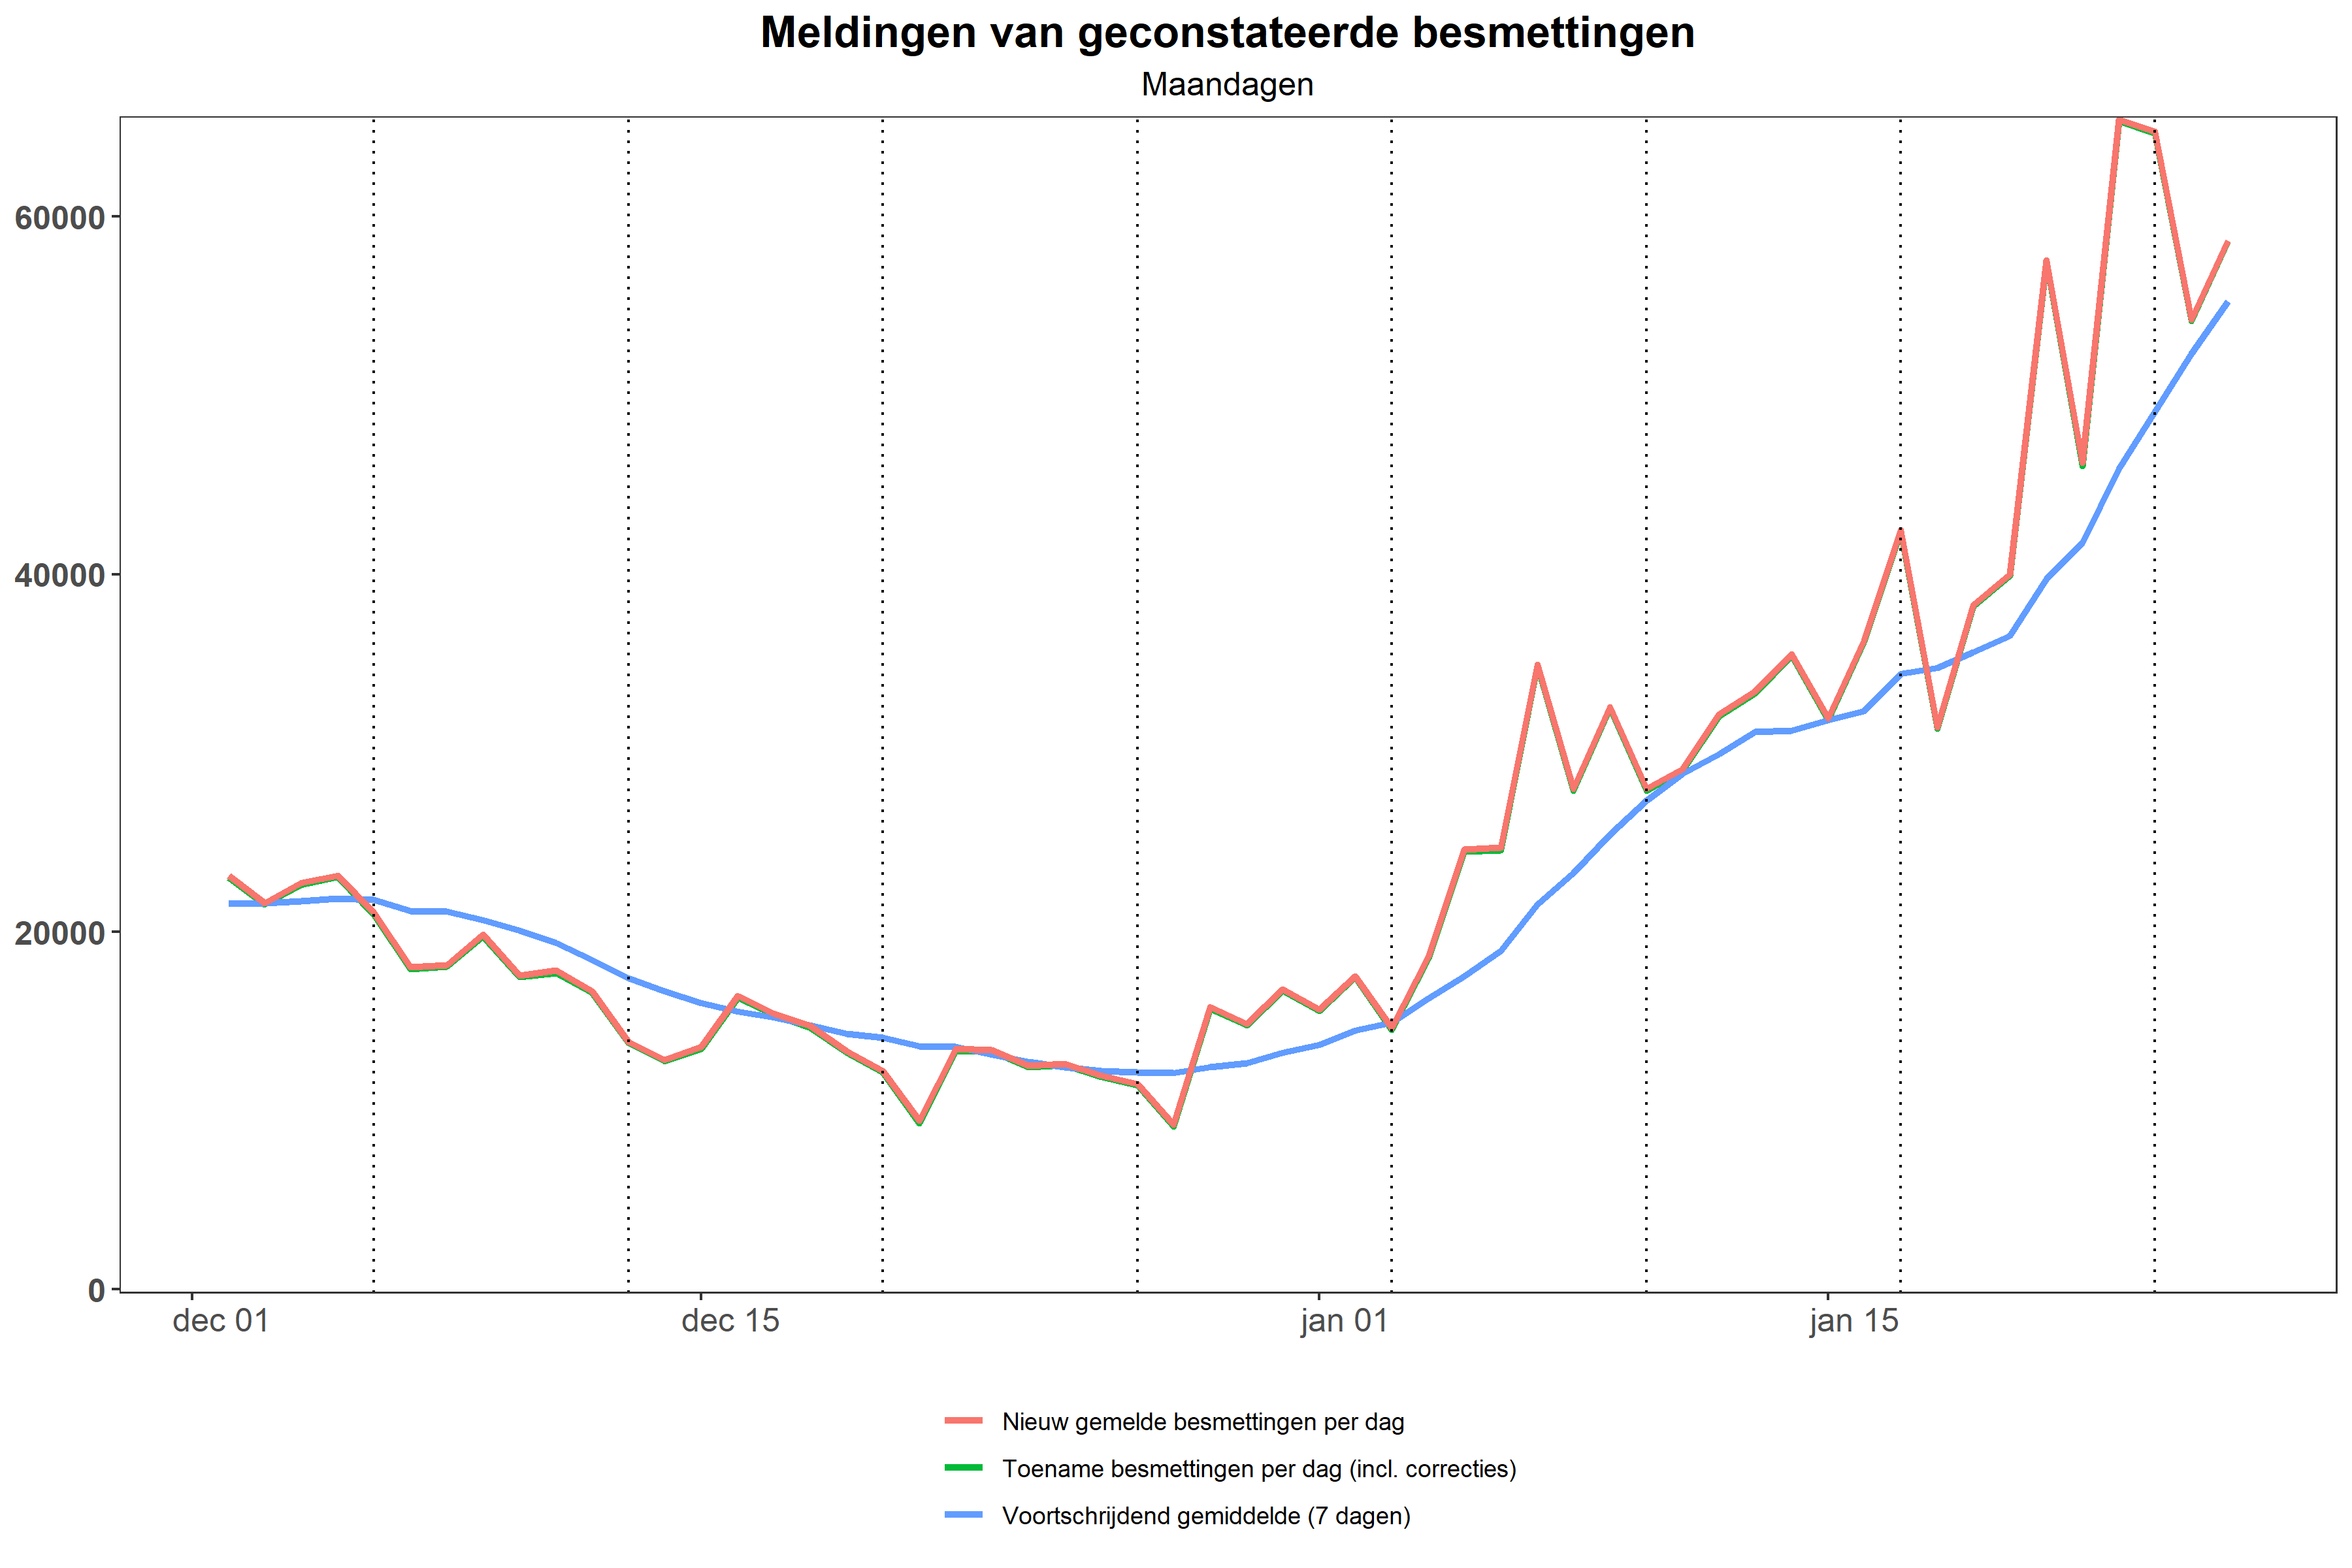 Meldingen van geconstateerde besmettingen
Maandagen
60000
40000
20000
0
dec 01 dec 15 jan 01 jan 15
Nieuw gemelde besmettingen per dag
Toename besmettingen per dag (incl. correcties)
Voortschrijdend gemiddelde (7 dagen)